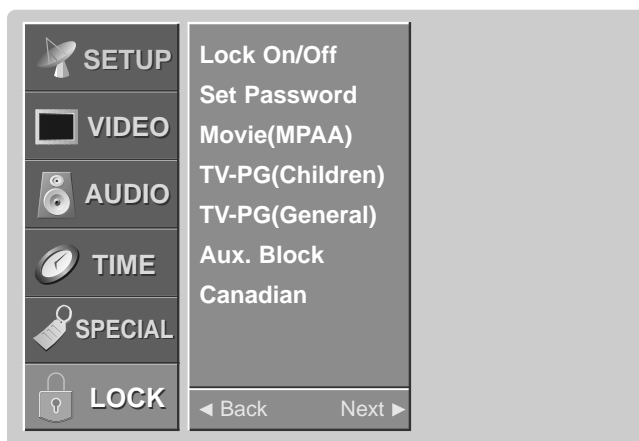 SETUP
VIDEO
AUDIO
TIME
SPECIAL
LOCK
Lock On/Off
Set Password
Movie(MPAA)
TV-PG(Children)
TV-PG(General)
Aux. Block
Canadian
◄ Back Next ►